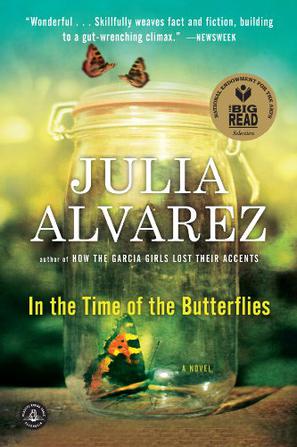 “Wonderful . . . Skillfully weaves fact and fiction, building
to a gut-wrenching climax.” —NEWSWEEK
NATIONAL ENDOWMENT FOR THE ARTS
THE BIG
READ
Selection
JULIA
ALVAREZ
author of HOW THE GARCIA GIRLS LOST THEIR ACCENTS
In the Time of the Butterflies
A NOVEL